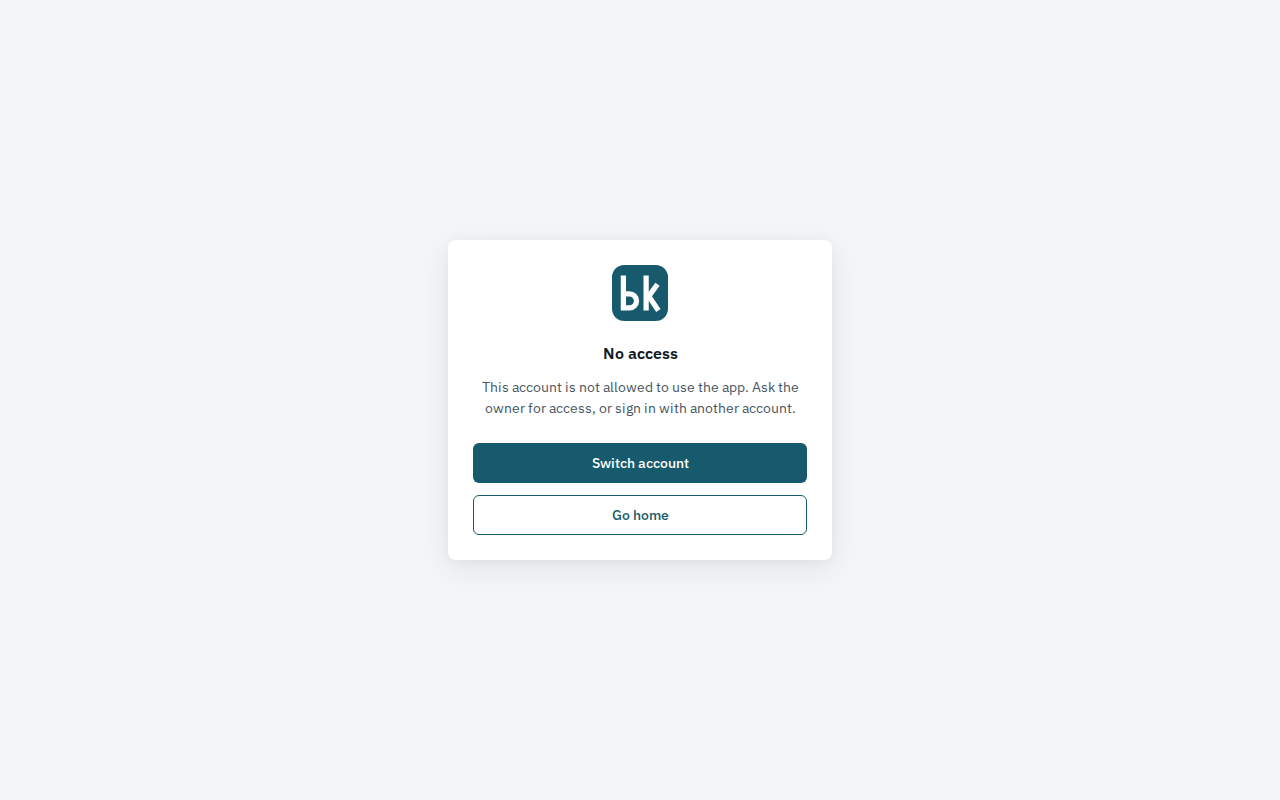 bk
No access
This account is not allowed to use the app. Ask the
owner for access, or sign in with another account.
Switch account
Go home